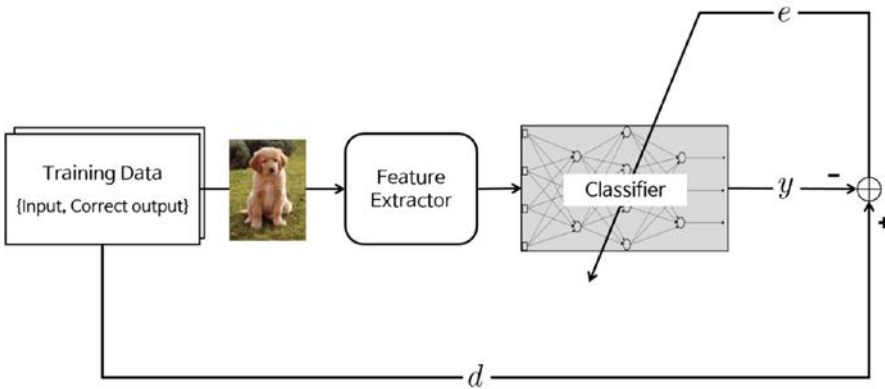 e
Training Data
{Input, Correct output}
Feature
Extractor
Classifier
y
-
+
d